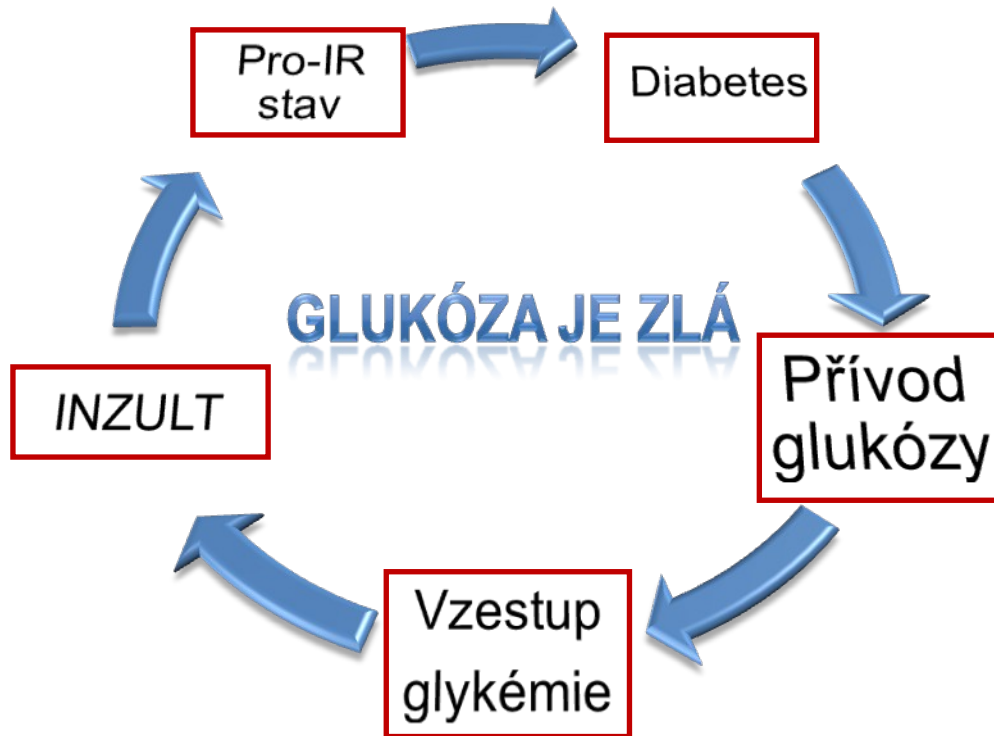 Pro-IR
stav
Diabetes
GLUKÓZA JE ZLÁ
INZULT
Přívod
glukózy
Vzestup
glykémie